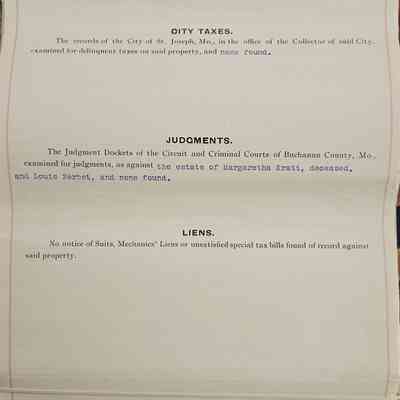 CITY TAXES.
The records of the City of St. Joseph, Mo., in the office of the Collector of said City,
examined for delinquent taxes on said property, and none found.
JUDGMENTS.
The Judgment Dockets of the Circuit and Criminal Courts of Buchanan County, Mo.,
examined for judgments, as against the estate of Margaretha deceased,
and Louis and none found.
LIENS.
No notice of Suits, Mechanics' Liens or unsatisfied special tax bills found of record against
said property.